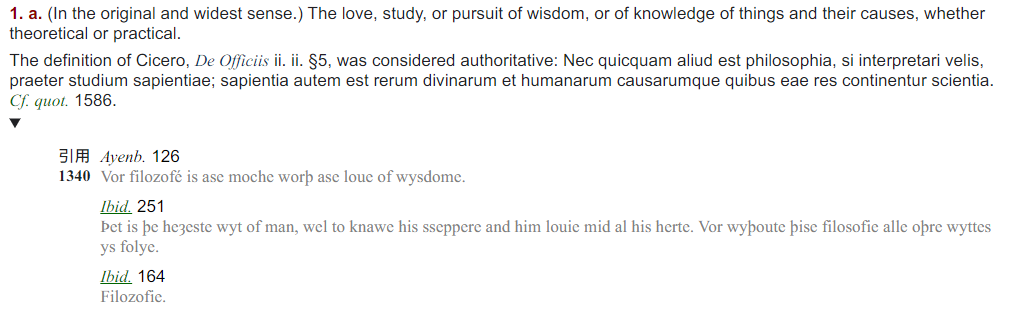 1. a. (In the original and widest sense.) The love, study, or pursuit of wisdom, or of knowledge of things and their causes, whether
theoretical or practical.
The definition of Cicero, De Officiis ii. ii. §5, was considered authoritative: Nec quicquam aliud est philosophia, si interpretari velis,
praeter studium sapientiae; sapientia autem est rerum divinarum et humanarum causarumque quibus eae res continentur scientia.
Cf. quot. 1586.
▼
引用 Ayenb. 126
1340 Vor filozofé is ase moche worþ ase loue of wysdome.
Ibid. 251
Þet is þe heȝeste wyt of man, wel to knawe his sseppere and him louie mid al his herte. Vor wyþoute þise filosofie alle oþre wyttes
ys folye.
Ibid. 164
Filozofie.